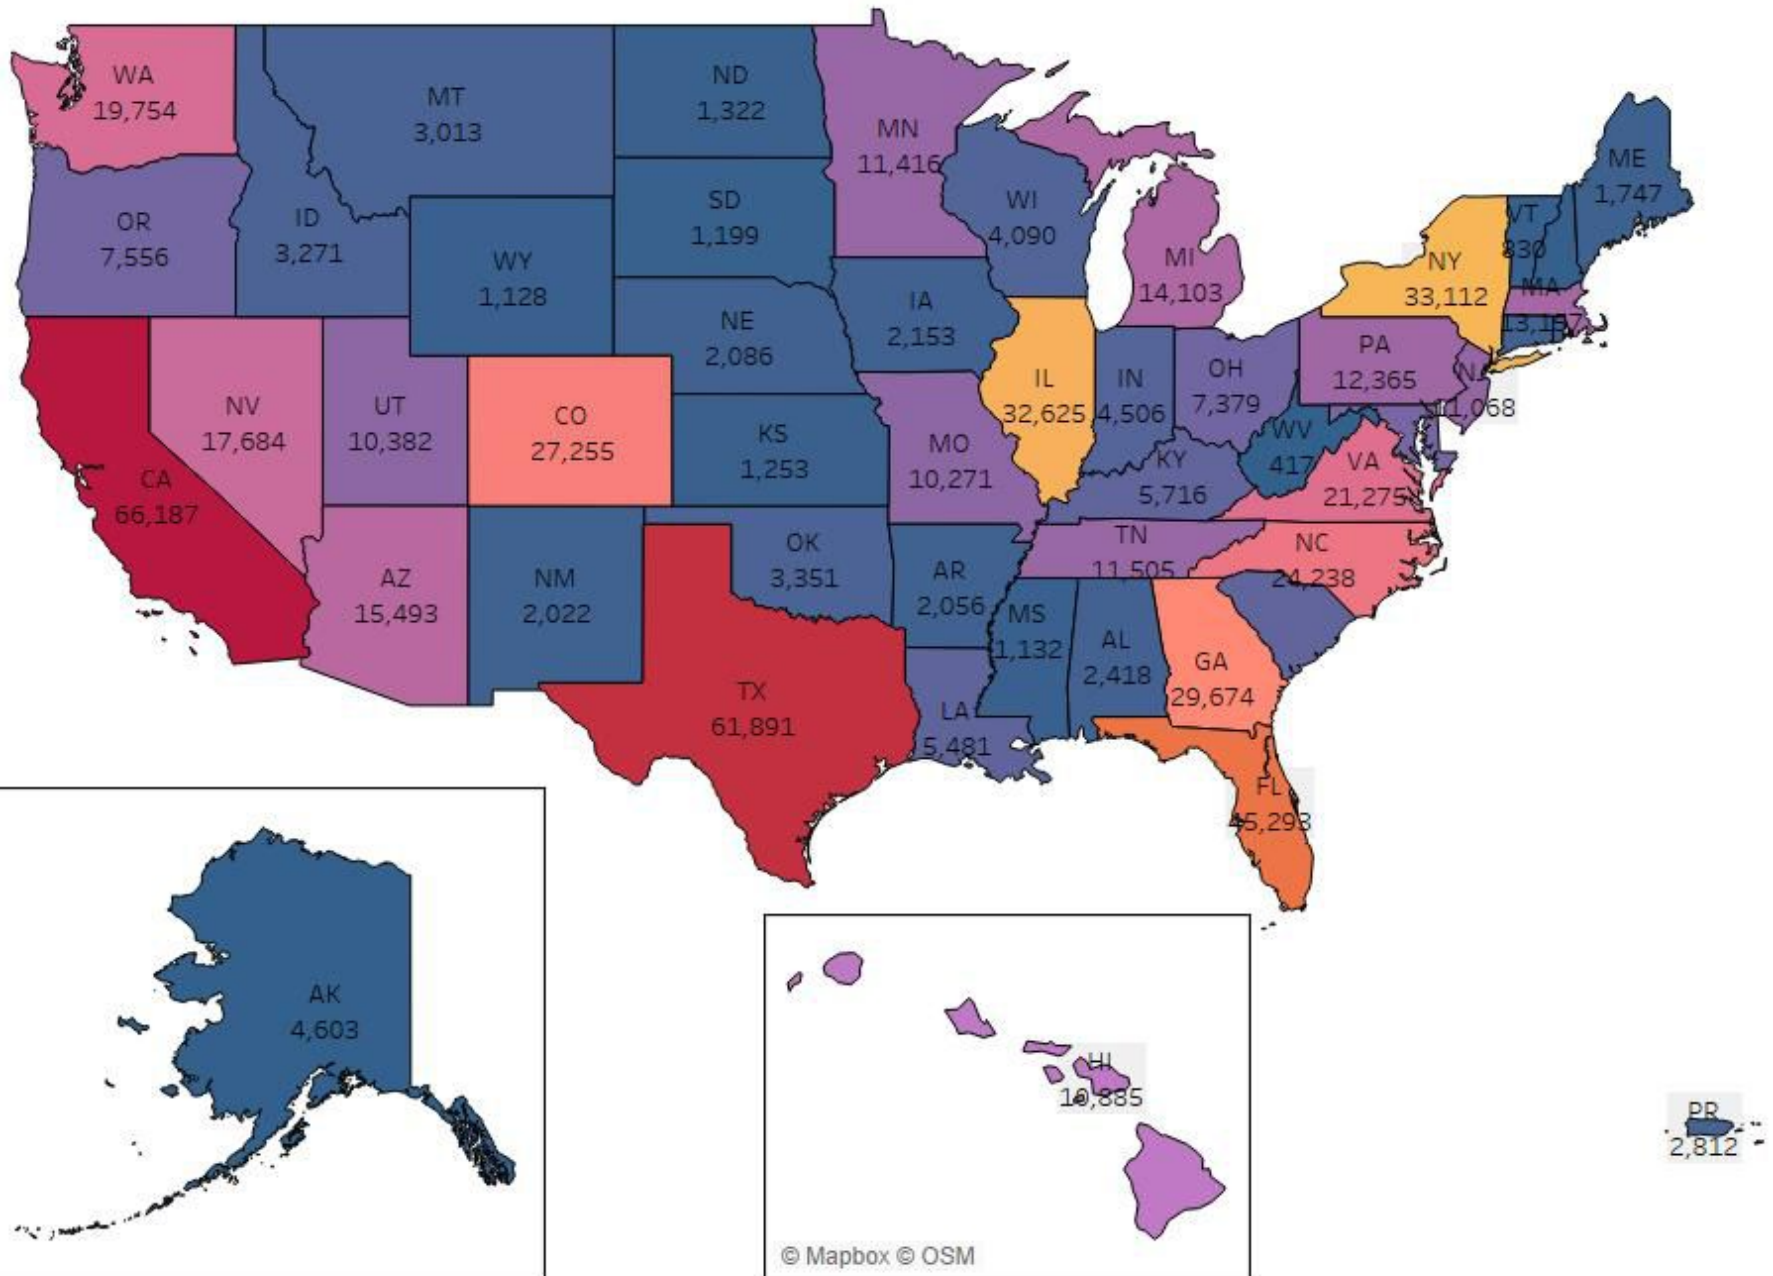 WA
19,754
MT
3,013
ND
1,322
MN
11,416
OR
7,556
ID
3,271
WY
1,128
SD
1,199
WI
4,090
MI
14,103
ME
1,747
VT
830
NY
33,112
MA
13,157
IA
2,153
NE
2,086
NV
17,684
UT
10,382
CO
27,255
KS
1,253
MO
10,271
IL
32,625
IN
4,506
OH
7,379
PA
12,365
NJ
11,068
WV
417
VA
21,275
KY
5,716
CA
66,187
AZ
15,493
NM
2,022
OK
3,351
AR
2,056
TN
11,505
NC
24,238
TX
61,891
LA
5,481
MS
1,132
AL
2,418
GA
29,674
FL
45,293
AK
4,603
HI
10,885
PR
2,812
© Mapbox © OSM